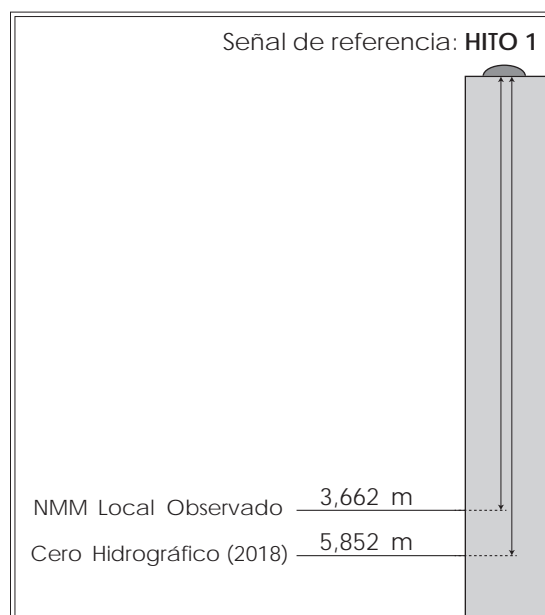 Señal de referencia: HITO 1
NMM Local Observado 3,662 m
Cero Hidrográfico (2018) 5,852 m